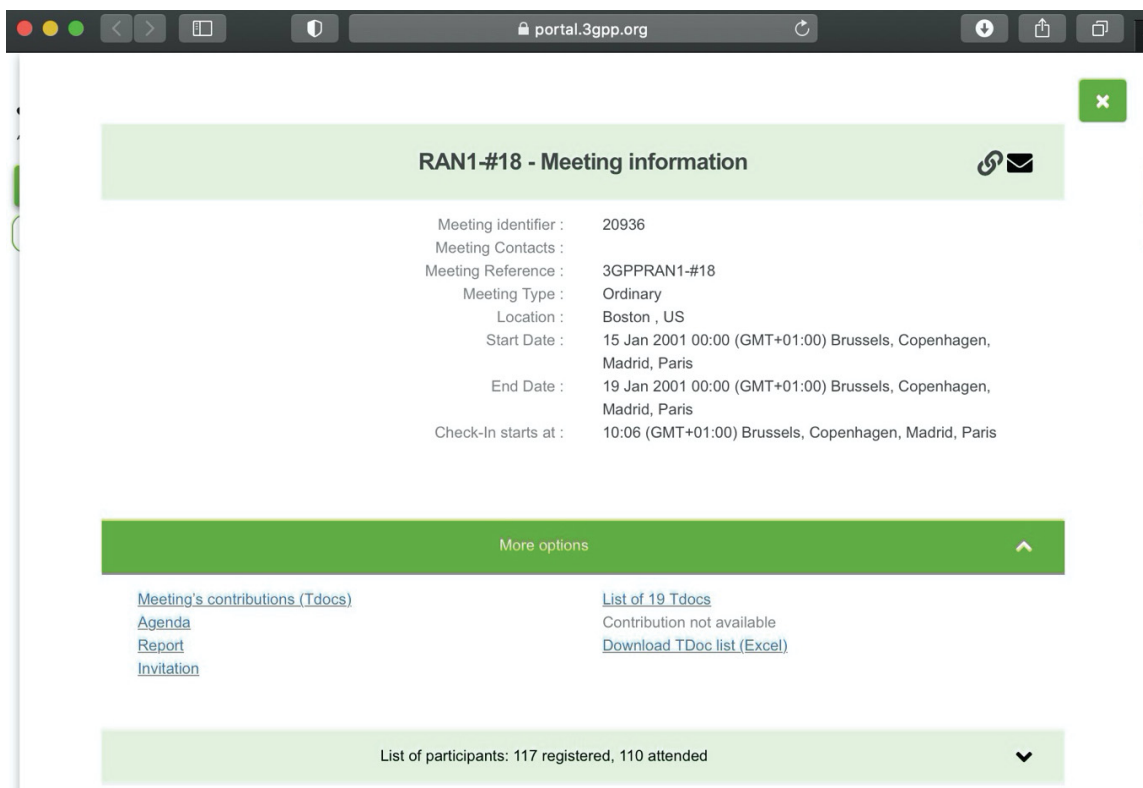 portal.3gpp.org
RAN1-#18 - Meeting information
Meeting identifier : 20936
Meeting Contacts :
Meeting Reference : 3GPPRAN1-#18
Meeting Type : Ordinary
Location : Boston , US
Start Date : 15 Jan 2001 00:00 (GMT+01:00) Brussels, Copenhagen,
Madrid, Paris
End Date : 19 Jan 2001 00:00 (GMT+01:00) Brussels, Copenhagen,
Madrid, Paris
Check-In starts at : 10:06 (GMT+01:00) Brussels, Copenhagen, Madrid, Paris
More options
Meeting's contributions (Tdocs) List of 19 Tdocs
Agenda Contribution not available
Report Download TDoc list (Excel)
Invitation
List of participants: 117 registered, 110 attended